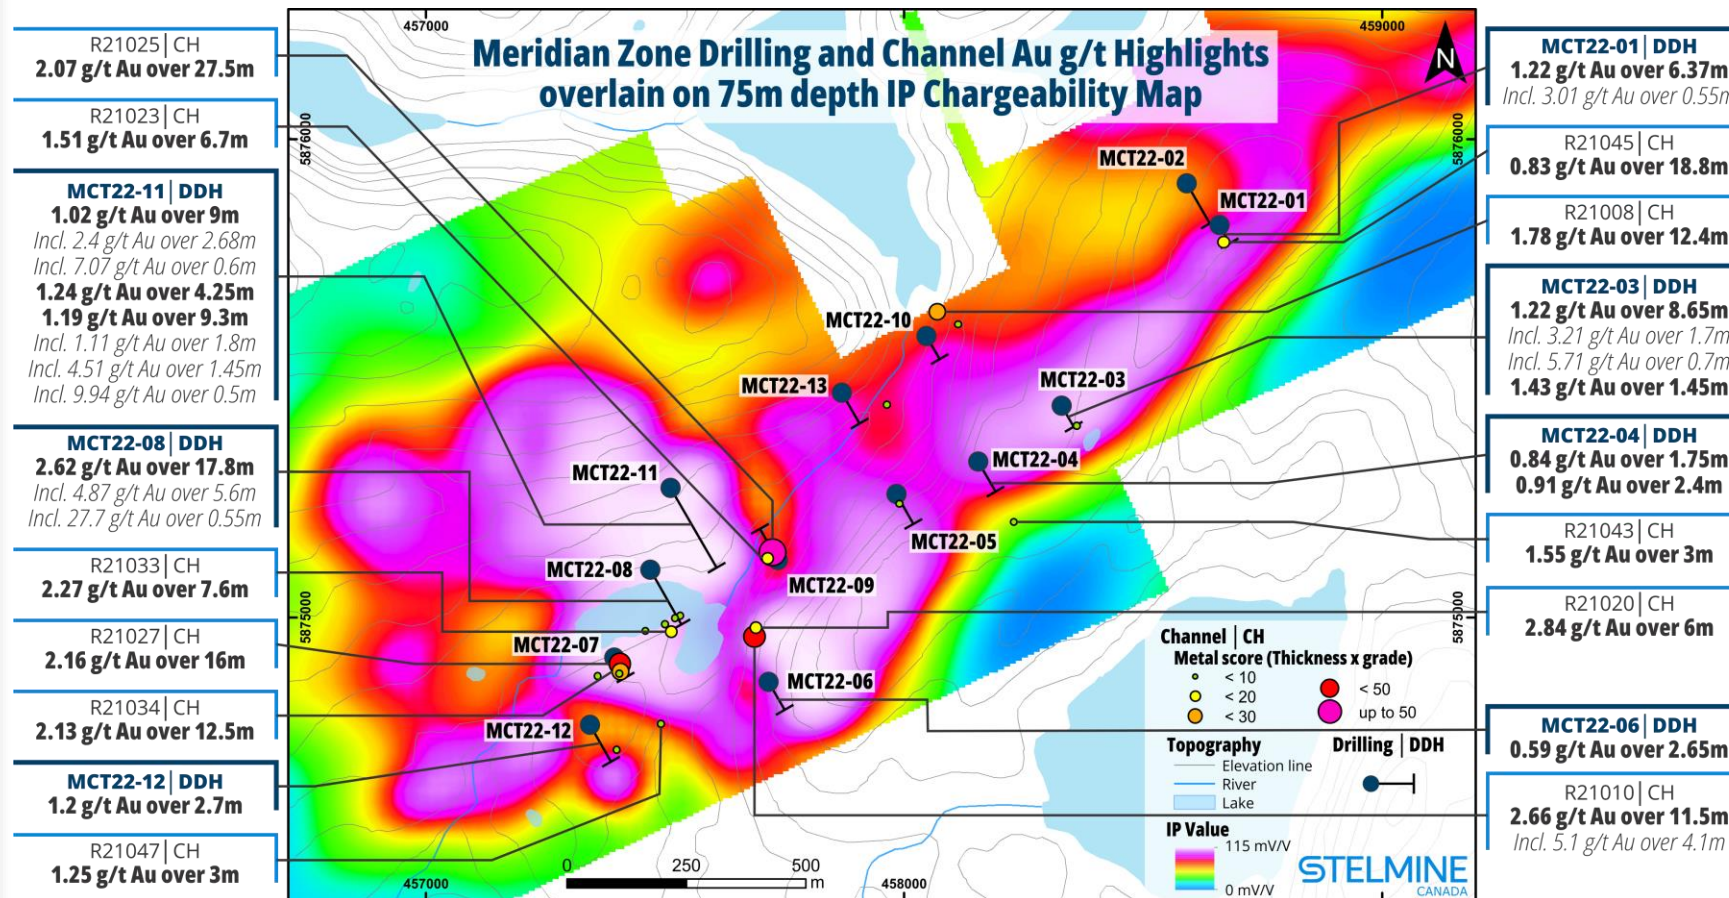 Meridian Zone Drilling and Channel Au g/t Highlights
overlain on 75m depth IP Chargeability Map
R21025 | CH
2.07 g/t Au over 27.5m
R21023 | CH
1.51 g/t Au over 6.7m
MCT22-11 | DDH
1.02 g/t Au over 9m
Incl. 2.4 g/t Au over 2.68m
Incl. 7.07 g/t Au over 0.6m
1.24 g/t Au over 4.25m
1.19 g/t Au over 9.3m
Incl. 1.11 g/t Au over 1.8m
Incl. 4.51 g/t Au over 1.45m
Incl. 9.94 g/t Au over 0.5m
MCT22-08 | DDH
2.62 g/t Au over 17.8m
Incl. 4.87 g/t Au over 5.6m
Incl. 27.7 g/t Au over 0.55m
R21033 | CH
2.27 g/t Au over 7.6m
R21027 | CH
2.16 g/t Au over 16m
R21034 | CH
2.13 g/t Au over 12.5m
MCT22-12 | DDH
1.2 g/t Au over 2.7m
R21047 | CH
1.25 g/t Au over 3m
457000
459000
N
5876000
5876000
MCT22-02
MCT22-01
MCT22-10
MCT22-13
MCT22-03
MCT22-11
MCT22-04
MCT22-05
MCT22-08
MCT22-09
5875000
5875000
MCT22-07
MCT22-06
MCT22-12
0 250 500
m
457000
458000
Channel | CH
Metal score (Thickness x grade)
< 10
< 20
< 30
< 50
up to 50
Topography
Elevation line
River
Lake
Drilling | DDH
IP Value
115 mV/V
0 mV/V
STELMINE
CANADA
MCT22-01 | DDH
1.22 g/t Au over 6.37m
Incl. 3.01 g/t Au over 0.55m
R21045 | CH
0.83 g/t Au over 18.8m
R21008 | CH
1.78 g/t Au over 12.4m
MCT22-03 | DDH
1.22 g/t Au over 8.65m
Incl. 3.21 g/t Au over 1.7m
Incl. 5.71 g/t Au over 0.7m
1.43 g/t Au over 1.45m
MCT22-04 | DDH
0.84 g/t Au over 1.75m
0.91 g/t Au over 2.4m
R21043 | CH
1.55 g/t Au over 3m
R21020 | CH
2.84 g/t Au over 6m
MCT22-06 | DDH
0.59 g/t Au over 2.65m
R21010 | CH
2.66 g/t Au over 11.5m
Incl. 5.1 g/t Au over 4.1m